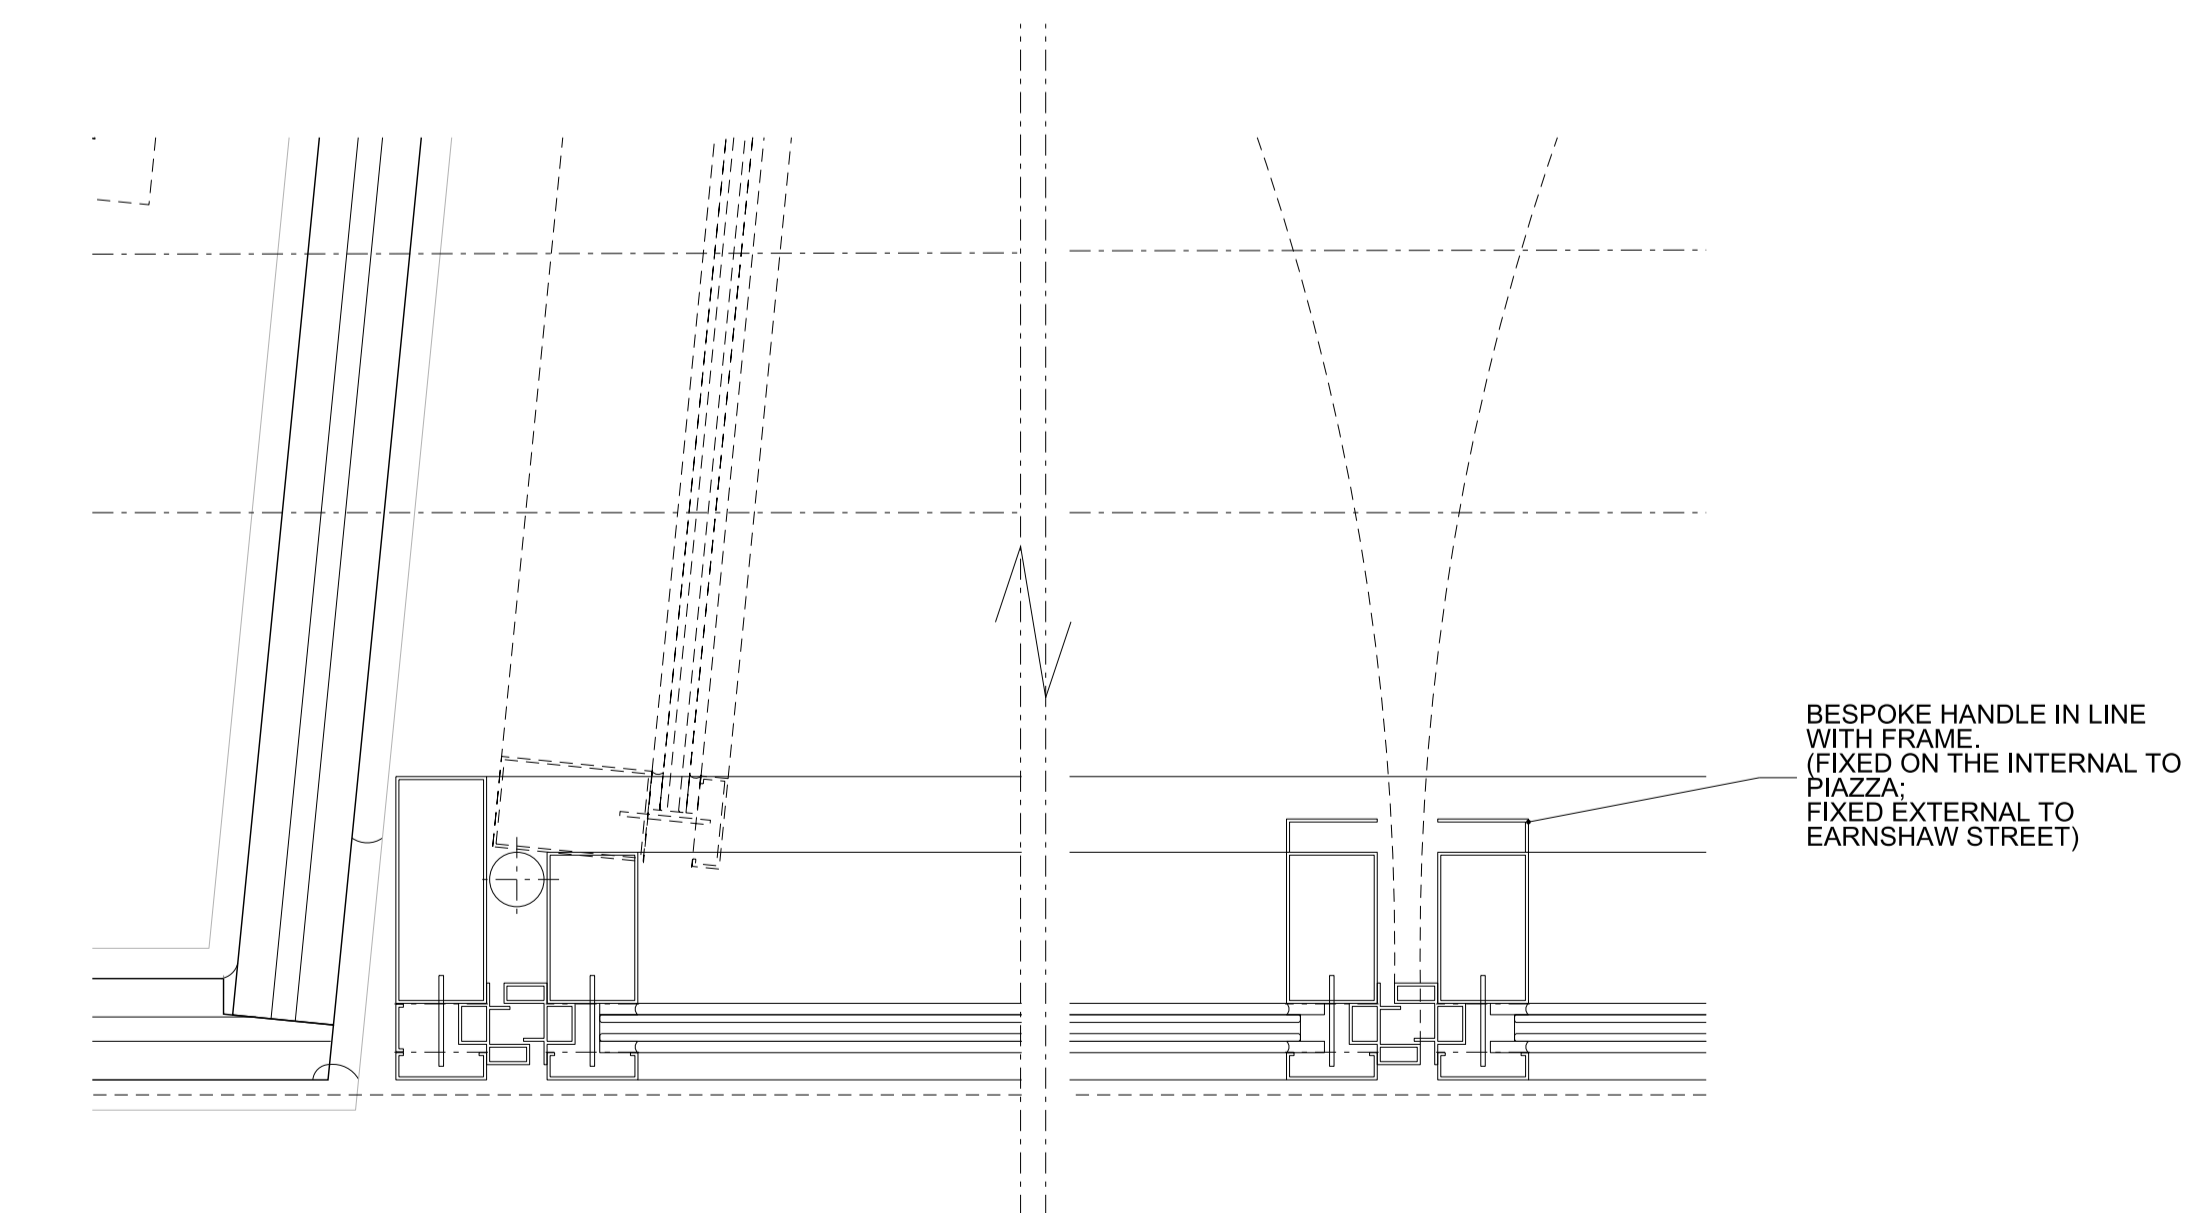 BESPOKE HANDLE IN LINE
WITH FRAME.
(FIXED ON THE INTERNAL TO
PIAZZA;
FIXED EXTERNAL TO
EARNSHAW STREET)